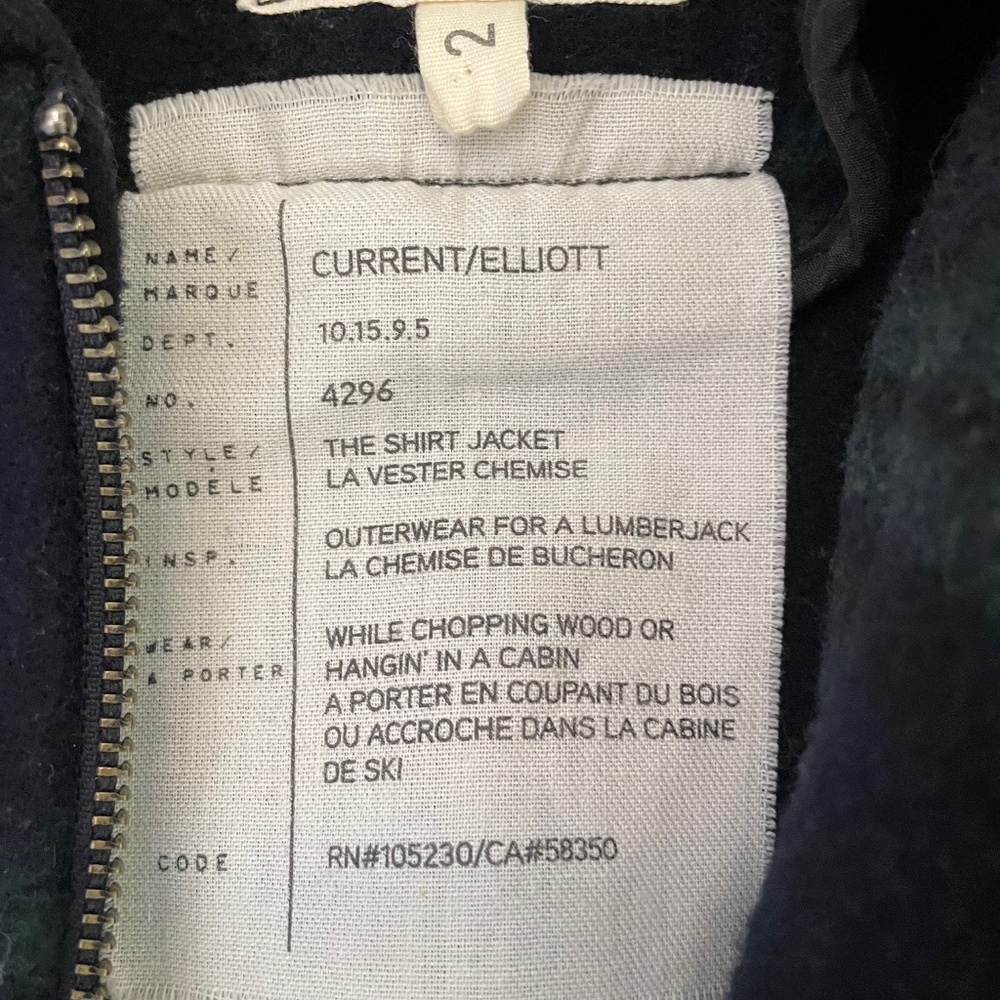 2
NAME/
MARQUE
CURRENT/ELLIOTT
DEPT.
10.15.9.5
NO.
4296
STYLE/
MODÈLE
THE SHIRT JACKET
LA VESTER CHEMISE
INSP.
OUTERWEAR FOR A LUMBERJACK
LA CHEMISE DE BUCHERON
WEAR/
A PORTER
WHILE CHOPPING WOOD OR
HANGIN' IN A CABIN
A PORTER EN COUPANT DU BOIS
OU ACCROCHE DANS LA CABINE
DE SKI
CODE
RN#105230/CA#58350